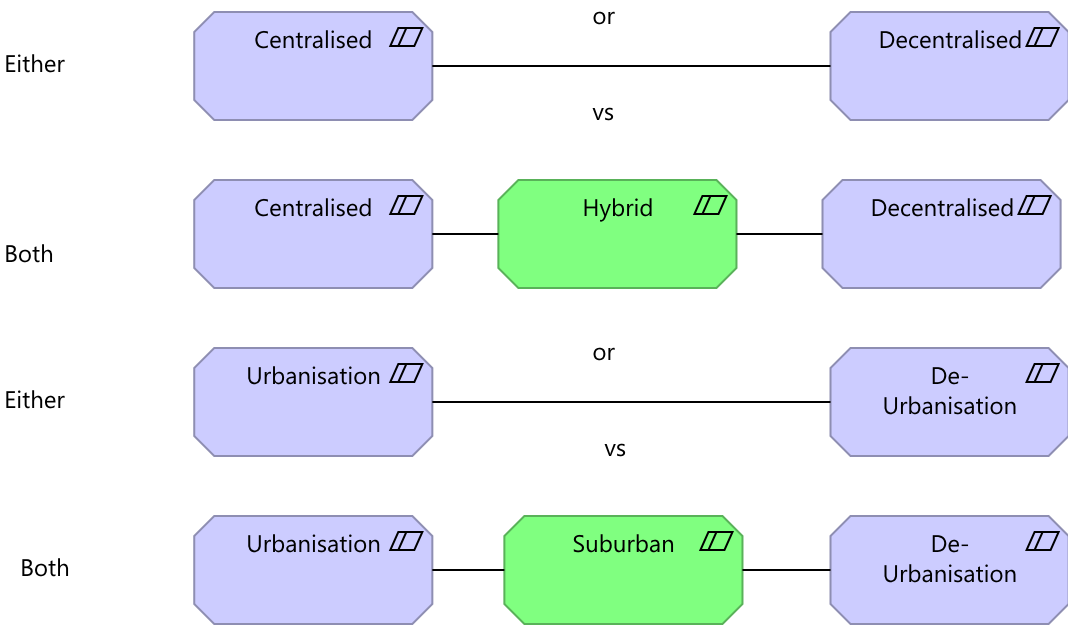 or
Centralised
Decentralised
Either
vs
Centralised
Hybrid
Decentralised
Both
or
Urbanisation
De-
Urbanisation
Either
vs
Urbanisation
Suburban
De-
Urbanisation
Both